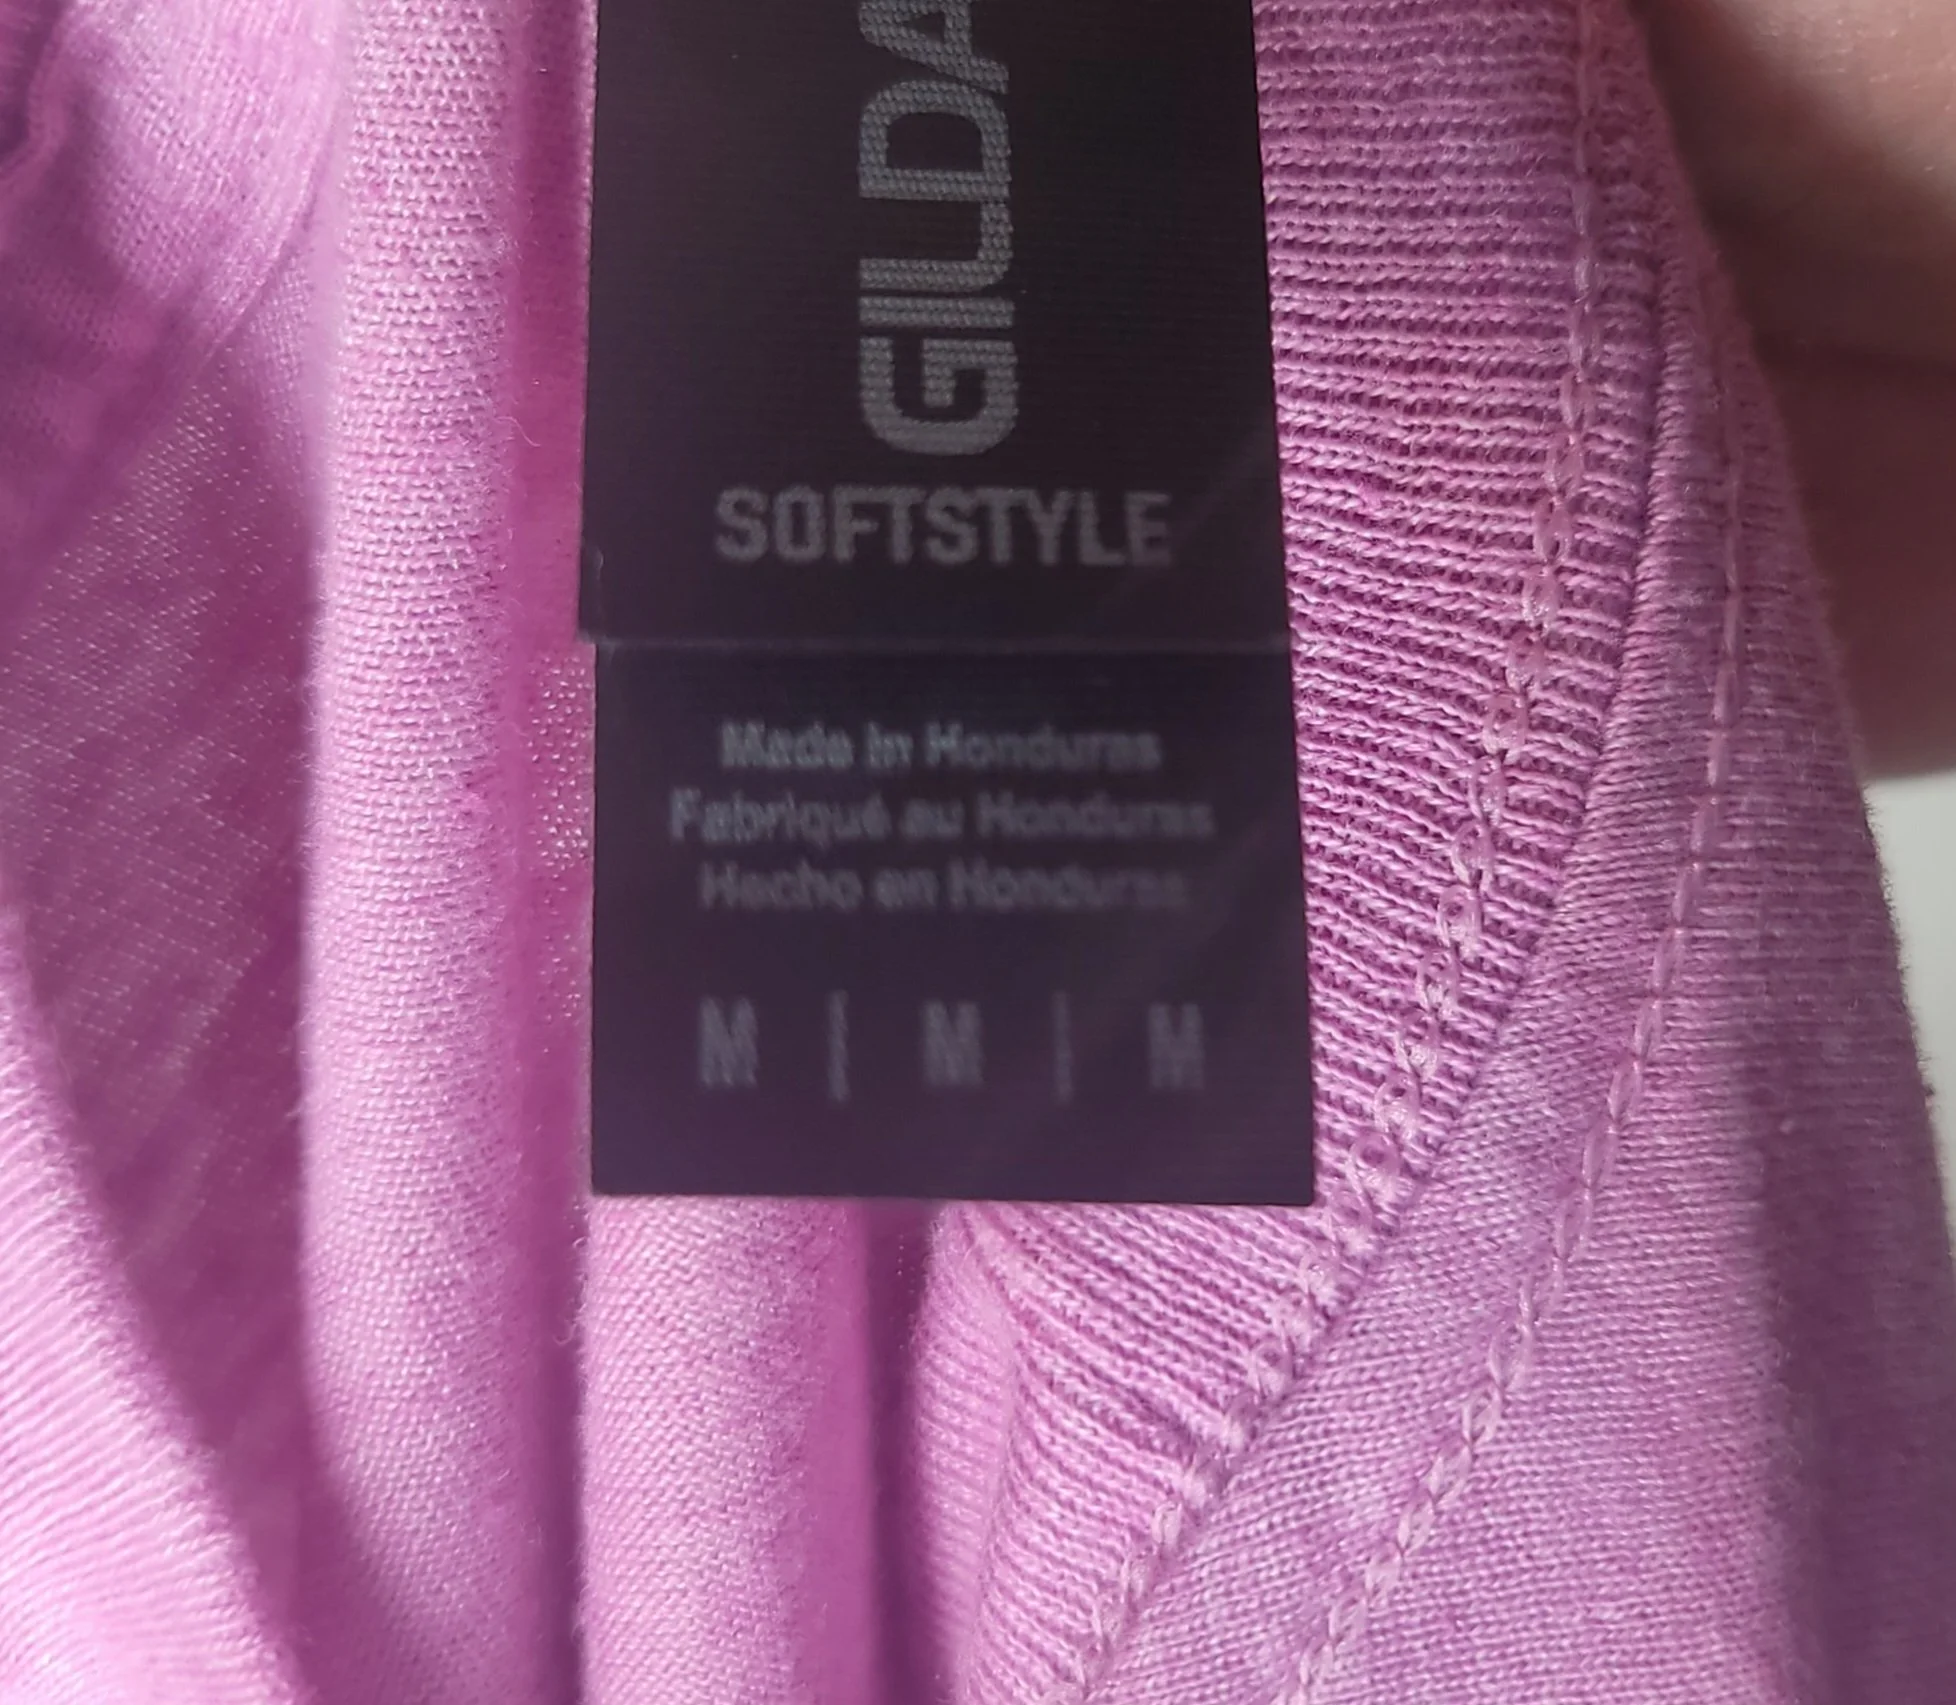 GILDA
SOFTSTYLE
Made in Honduras
Fabriqué au Honduras
Hecho en Honduras
M | M | M